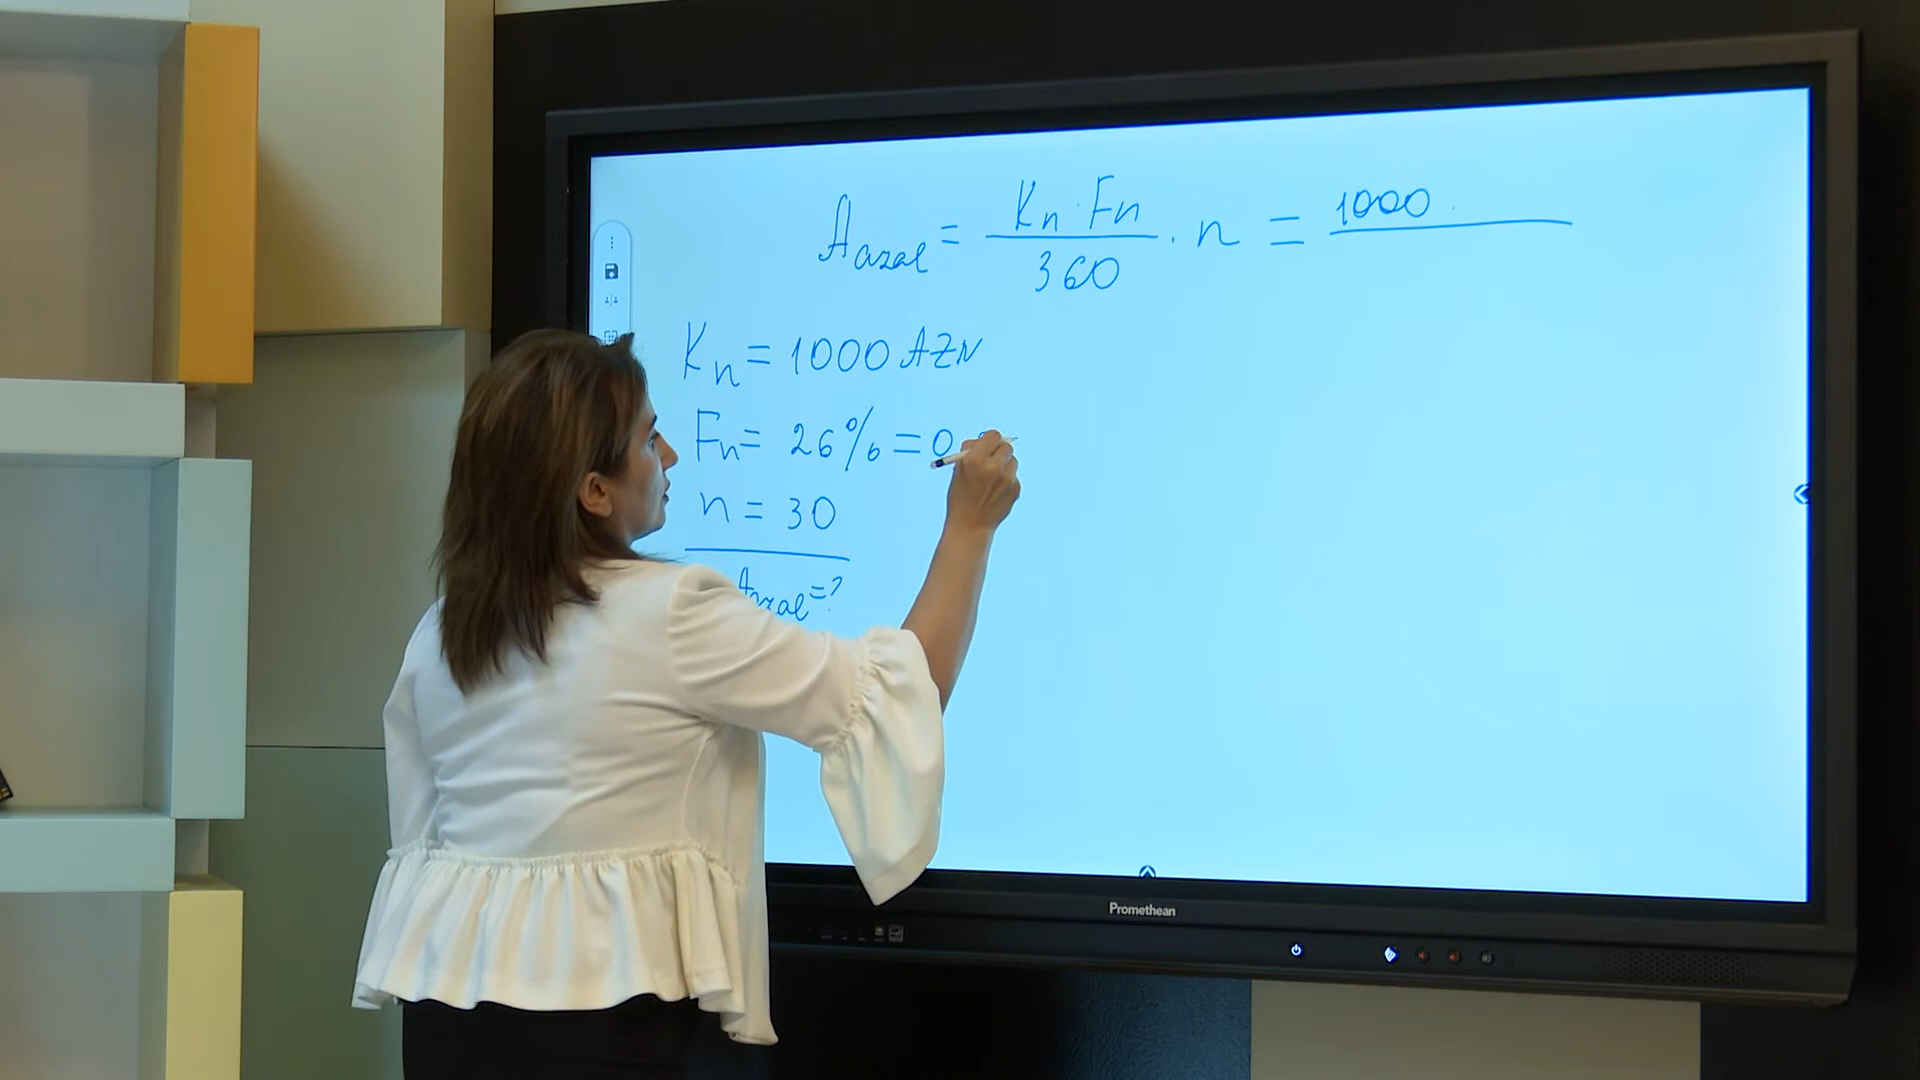 Aazal = Kn · Fn / 360 · n = 1000 ·
Kn = 1000 AZN
Fn = 26% = 0
n = 30
Aazal = ?
Promethean